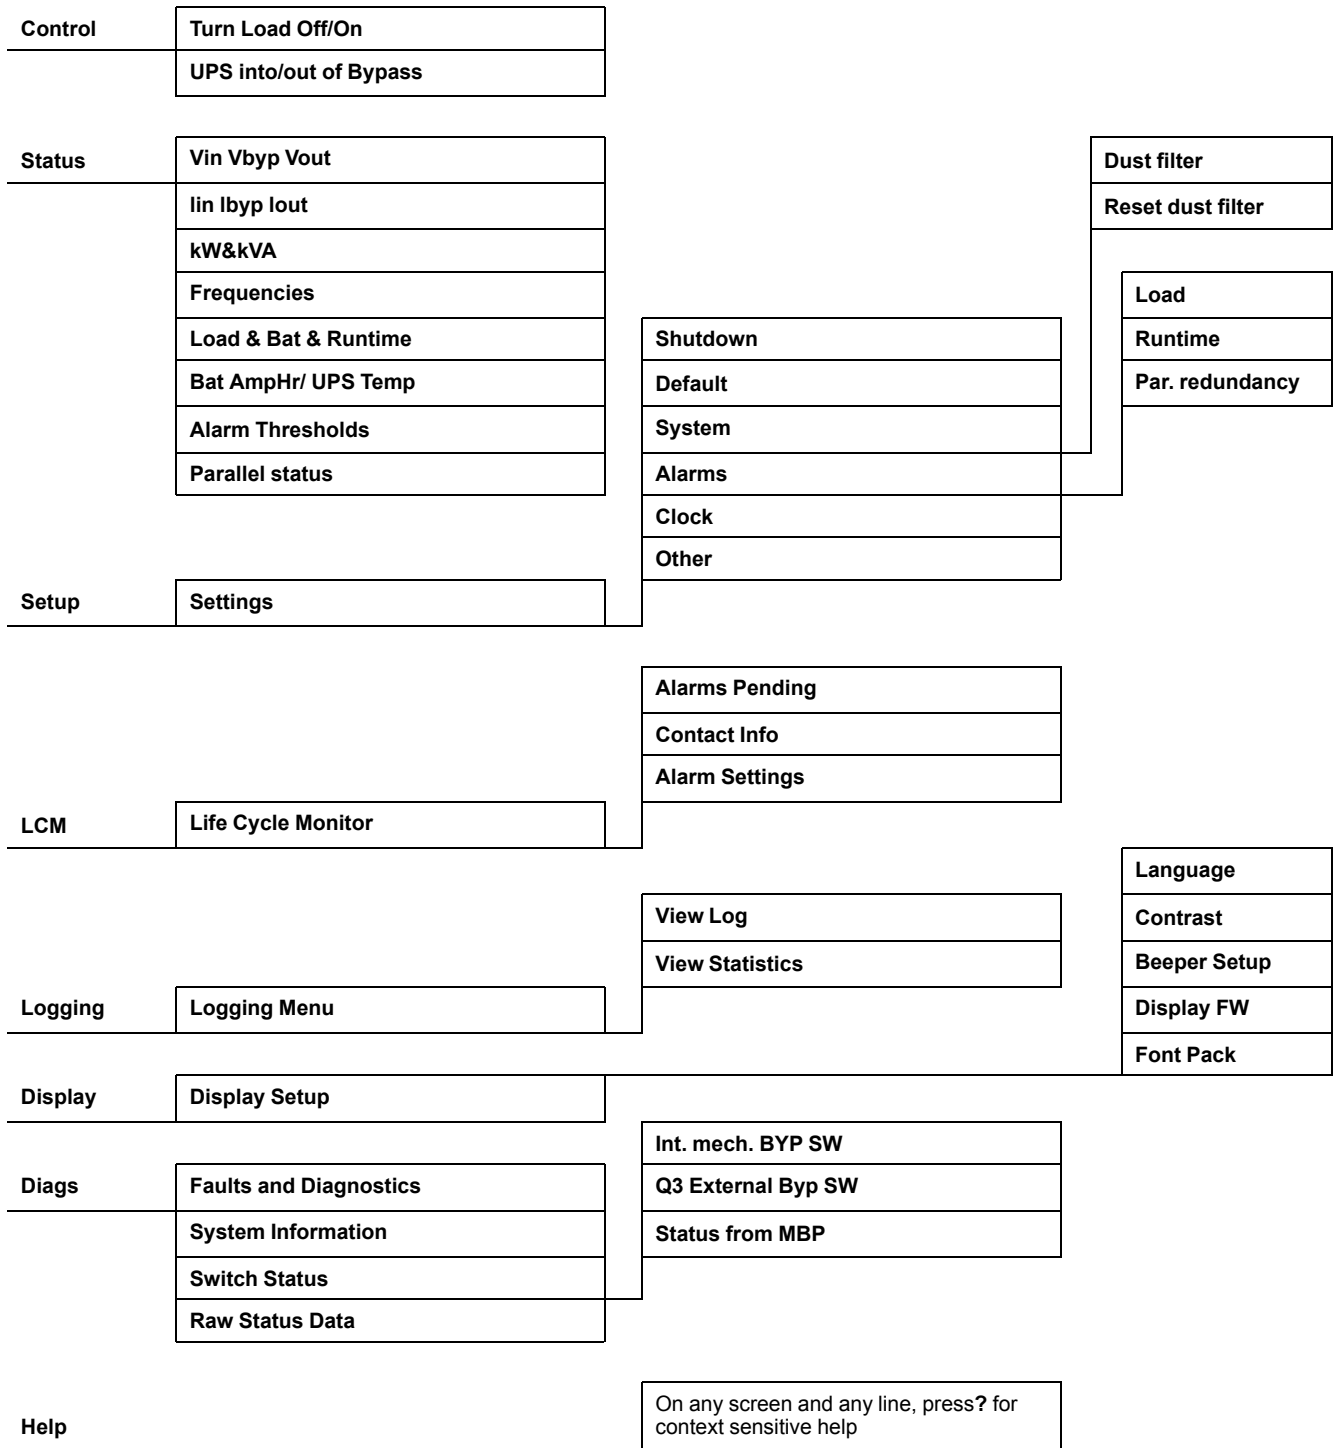 Control
Turn Load Off/On
UPS into/out of Bypass
Status
Vin Vbyp Vout
Iin Ibyp Iout
kW&kVA
Frequencies
Load & Bat & Runtime
Bat AmpHr/ UPS Temp
Alarm Thresholds
Parallel status
Setup
Settings
Shutdown
Default
System
Alarms
Clock
Other
Dust filter
Reset dust filter
Load
Runtime
Par. redundancy
LCM
Life Cycle Monitor
Alarms Pending
Contact Info
Alarm Settings
Logging
Logging Menu
View Log
View Statistics
Display
Display Setup
Language
Contrast
Beeper Setup
Display FW
Font Pack
Diags
Faults and Diagnostics
System Information
Switch Status
Raw Status Data
Int. mech. BYP SW
Q3 External Byp SW
Status from MBP
Help
On any screen and any line, press? for
context sensitive help